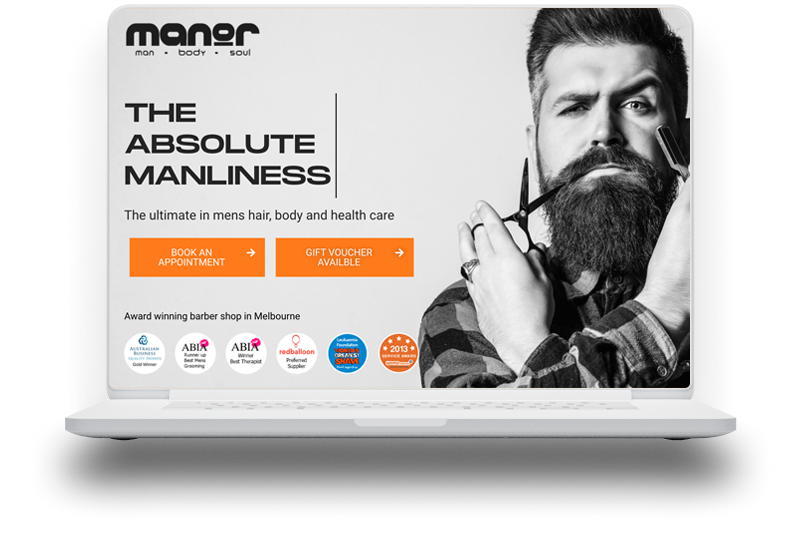 manor
man • body • soul
THE
ABSOLUTE
MANLINESS
The ultimate in mens hair, body and health care
BOOK AN
APPOINTMENT
GIFT VOUCHER
AVAILBLE
Award winning barber shop in Melbourne
AUSTRALIAN
BUSINESS
QUALITY AWARDS
Gold Winner
ABIA
Runner up
Best Mens
Grooming
ABIA
Winner
Best Therapist
redballoon
Preferred
Supplier
Leukaemia
Foundation
WORLD'S
GREATEST
SHAVE
2013
SERVICE AWARD